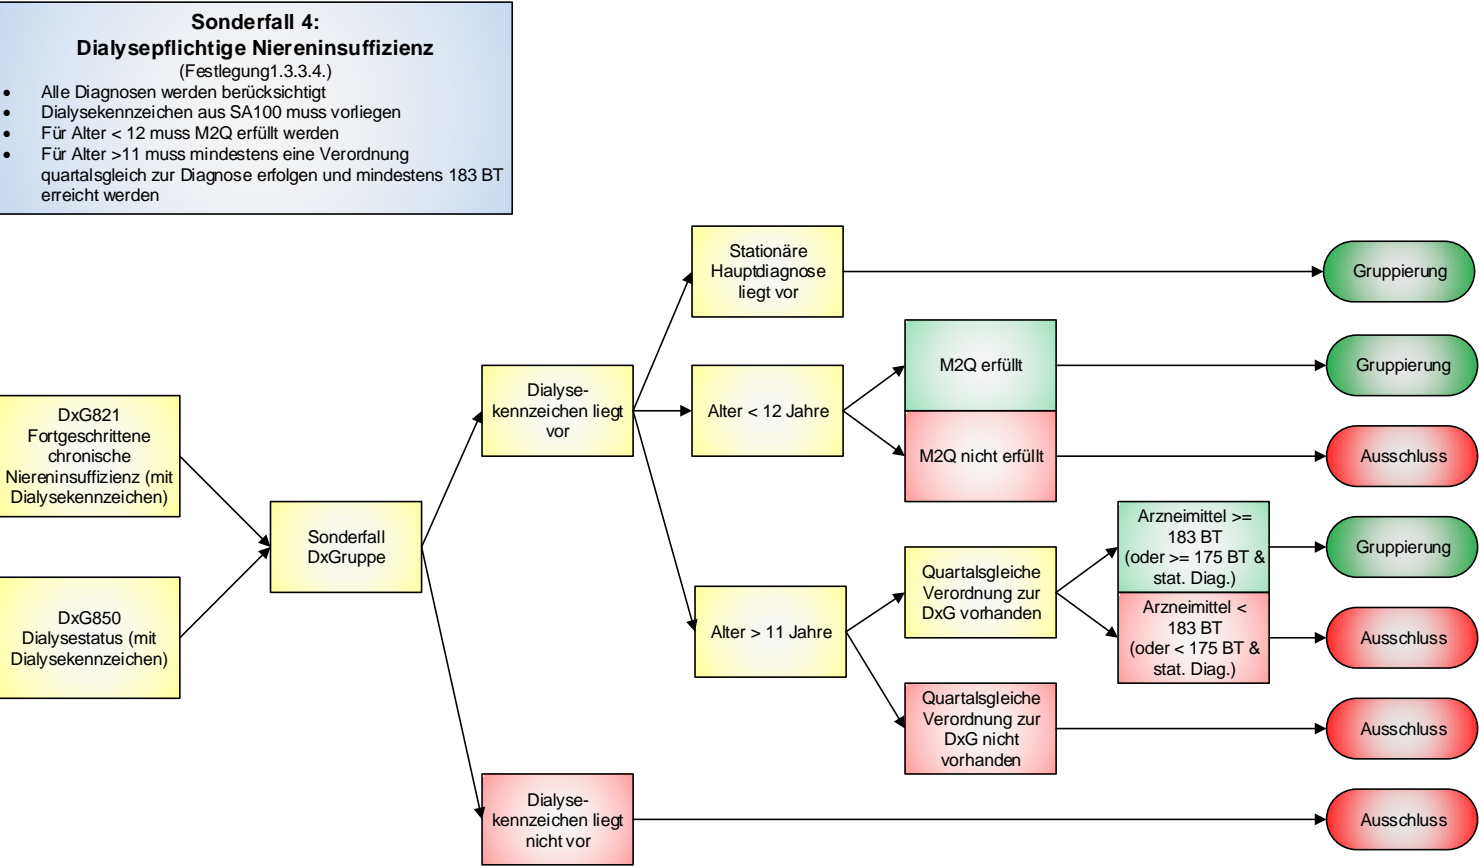 Sonderfall 4:
Dialysepflichtige Niereninsuffizienz
(Festlegung1.3.3.4.)
• Alle Diagnosen werden berücksichtigt
• Dialysekennzeichen aus SA100 muss vorliegen
• Für Alter < 12 muss M2Q erfüllt werden
• Für Alter >11 muss mindestens eine Verordnung
quartalsgleich zur Diagnose erfolgen und mindestens 183 BT
erreicht werden
DxG821
Fortgeschrittene
chronische
Niereninsuffizienz (mit
Dialysekennzeichen)
DxG850
Dialysestatus (mit
Dialysekennzeichen)
Sonderfall
DxGruppe
Dialyse-
kennzeichen liegt
vor
Dialyse-
kennzeichen liegt
nicht vor
Stationäre
Hauptdiagnose
liegt vor
Alter < 12 Jahre
Alter > 11 Jahre
M2Q erfüllt
M2Q nicht erfüllt
Quartalsgleiche
Verordnung zur
DxG vorhanden
Quartalsgleiche
Verordnung zur
DxG nicht
vorhanden
Arzneimittel >=
183 BT
(oder >= 175 BT &
stat. Diag.)
Arzneimittel <
183 BT
(oder < 175 BT &
stat. Diag.)
Gruppierung
Gruppierung
Ausschluss
Gruppierung
Ausschluss
Ausschluss
Ausschluss